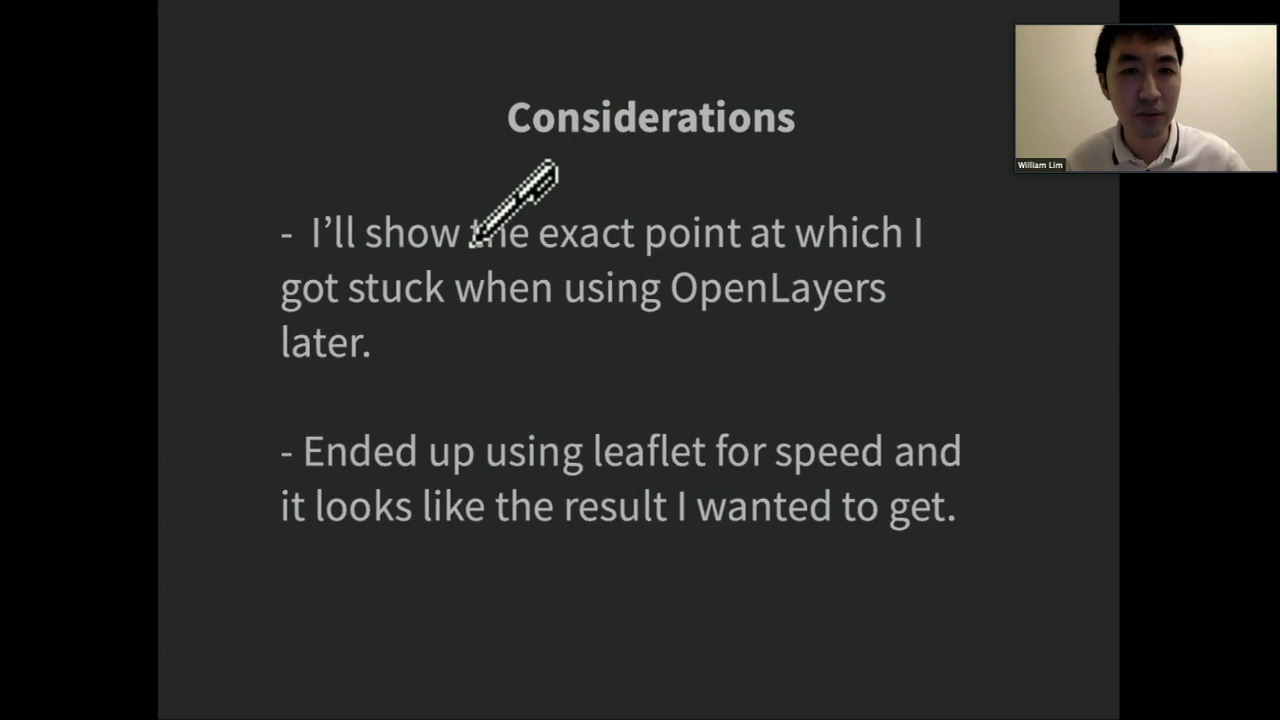 Considerations
William Lim
- I’ll show the exact point at which I
got stuck when using OpenLayers
later.
- Ended up using leaflet for speed and
it looks like the result I wanted to get.